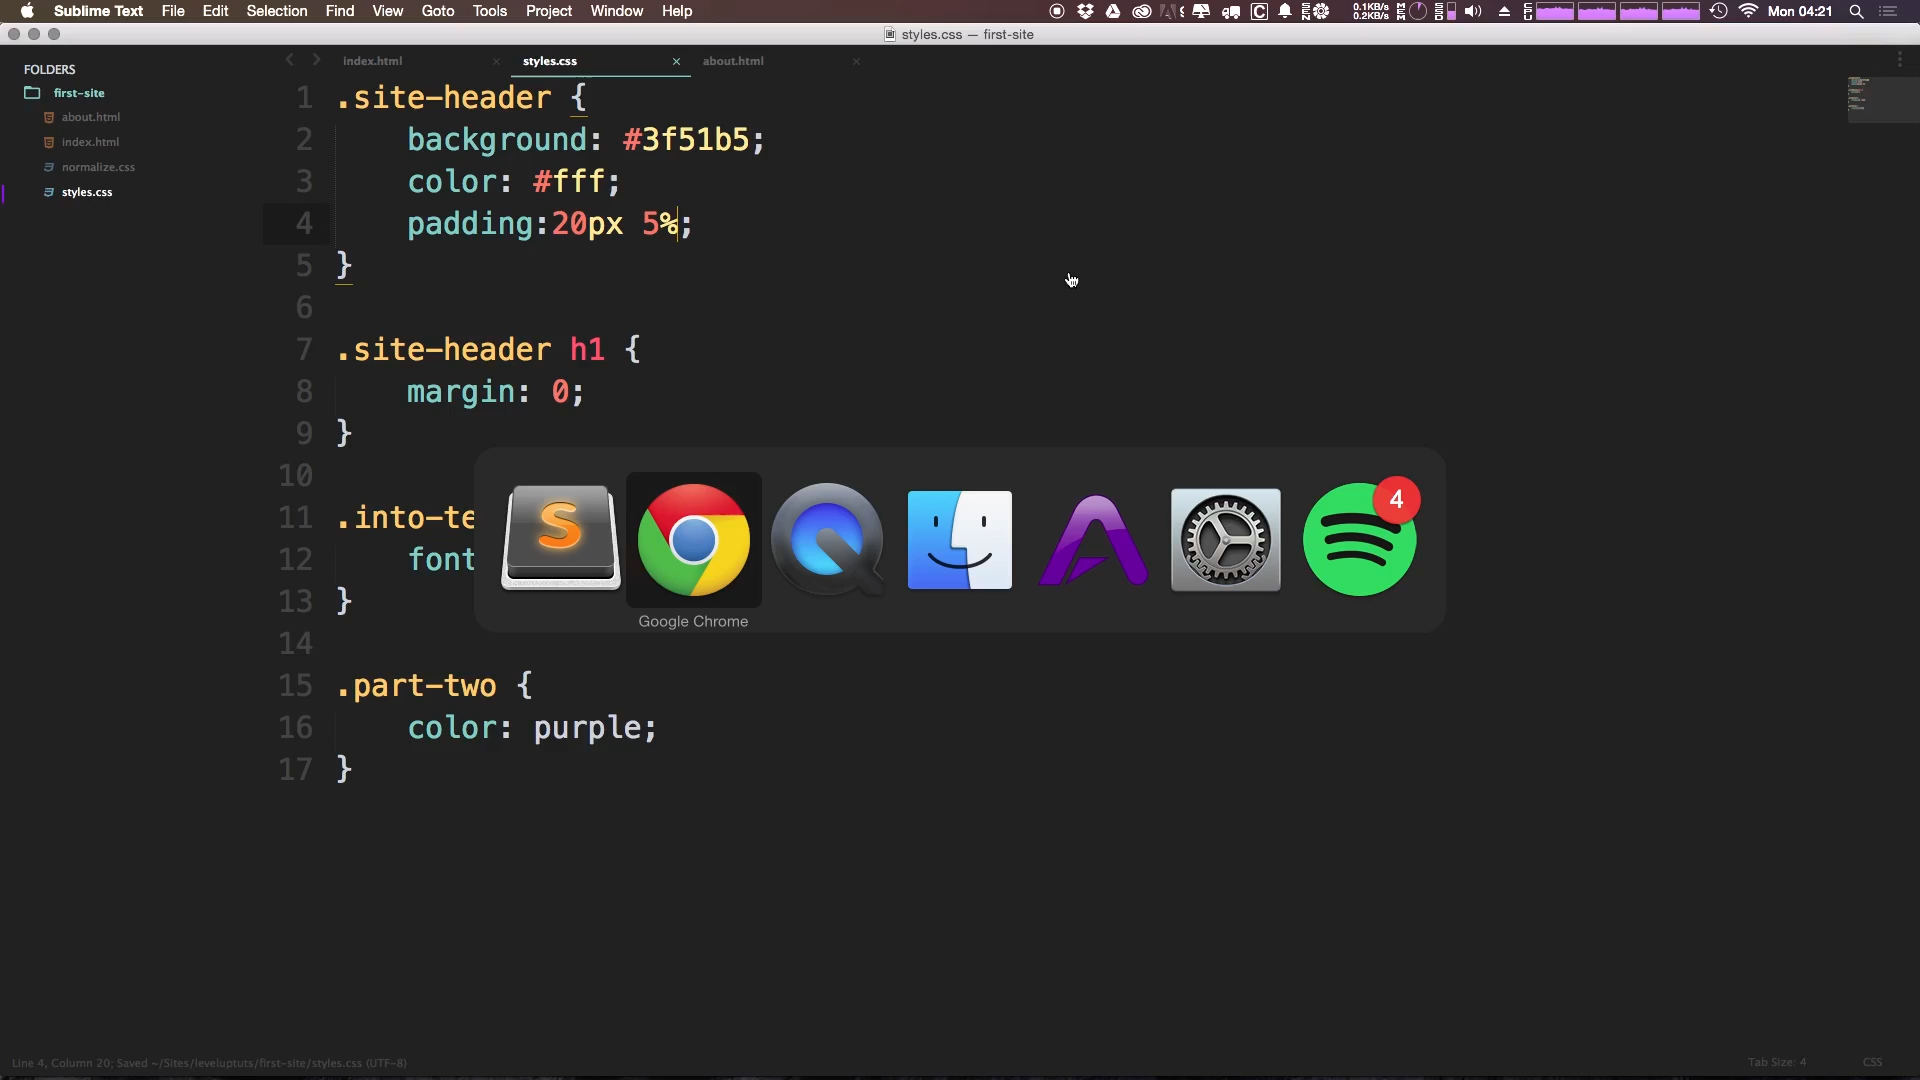 Sublime Text File Edit Selection Find View Goto Tools Project Window Help
0.1KB/s
0.2KB/s
Mon 04:21
styles.css — first-site
FOLDERS
first-site
about.html
index.html
normalize.css
styles.css
index.html × styles.css × about.html ×
1 .site-header {
2 background: #3f51b5;
3 color: #fff;
4 padding:20px 5%;
5 }
6
7 .site-header h1 {
8 margin: 0;
9 }
10
11 .into-te
12 font
13 }
14
15 .part-two {
16 color: purple;
17 }
4
Google Chrome
Line 4, Column 20; Saved ~/Sites/leveluptuts/first-site/styles.css (UTF-8)
Tab Size: 4 CSS